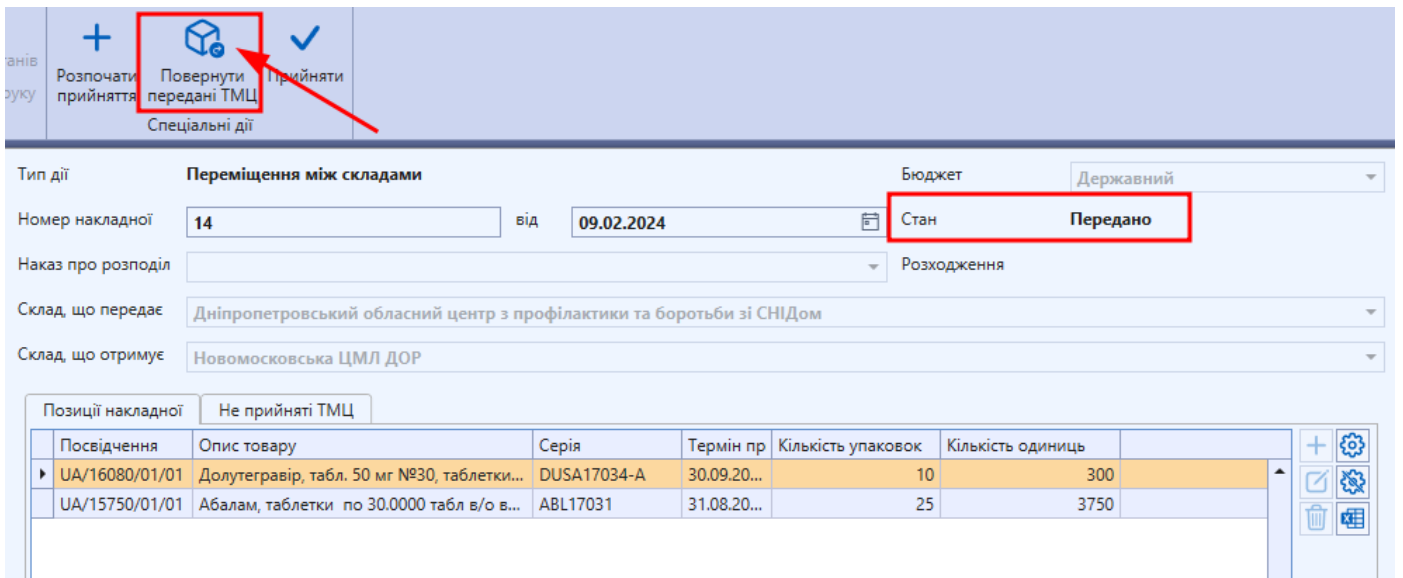 Розпочати прийняття
Повернути передані ТМЦ
Прийняти
Спеціальні дії
Тип дії Переміщення між складами Бюджет Державний
Номер накладної 14 від 09.02.2024 Стан Передано
Наказ про розподіл Розходження
Склад, що передає Дніпропетровський обласний центр з профілактики та боротьби зі СНІДом
Склад, що отримує Новомосковська ЦМЛ ДОР
Позиції накладної Не прийняті ТМЦ
Посвідчення Опис товару Серія Термін пр Кількість упаковок Кількість одиниць
UA/16080/01/01 Долутегравір, табл. 50 мг №30, таблетки... DUSA17034-A 30.09.20... 10 300
UA/15750/01/01 Абалам, таблетки по 30.0000 табл в/о в... ABL17031 31.08.20... 25 3750